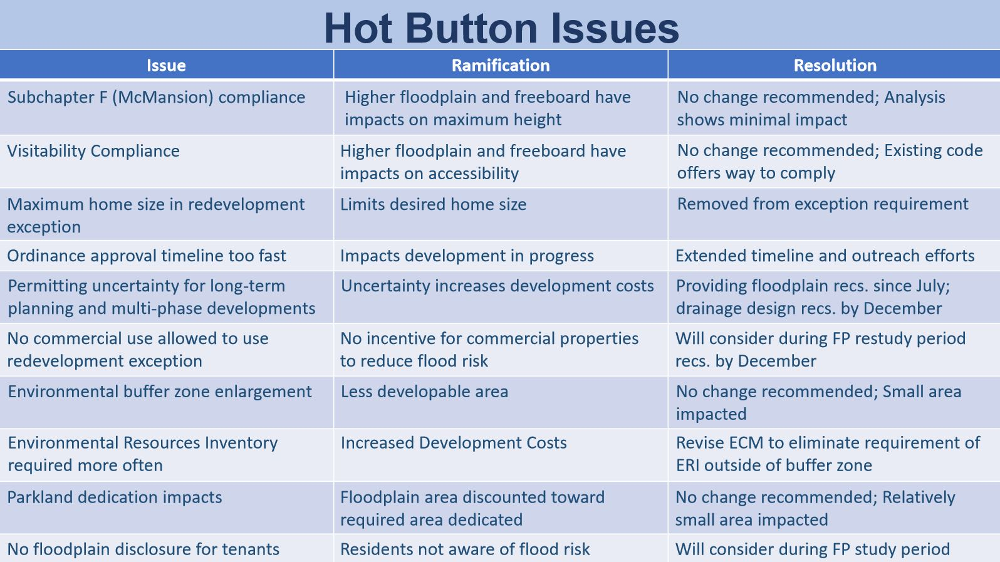 Hot Button Issues
Issue
Ramification
Resolution
Subchapter F (McMansion) compliance
Higher floodplain and freeboard have
impacts on maximum height
No change recommended; Analysis
shows minimal impact
Visitability Compliance
Higher floodplain and freeboard have
impacts on accessibility
No change recommended; Existing code
offers way to comply
Maximum home size in redevelopment
exception
Limits desired home size
Removed from exception requirement
Ordinance approval timeline too fast
Impacts development in progress
Extended timeline and outreach efforts
Permitting uncertainty for long-term
planning and multi-phase developments
Uncertainty increases development costs
Providing floodplain recs. since July;
drainage design recs. by December
No commercial use allowed to use
redevelopment exception
No incentive for commercial properties
to reduce flood risk
Will consider during FP restudy period
recs. by December
Environmental buffer zone enlargement
Less developable area
No change recommended; Small area
impacted
Environmental Resources Inventory
required more often
Increased Development Costs
Revise ECM to eliminate requirement of
ERI outside of buffer zone
Parkland dedication impacts
Floodplain area discounted toward
required area dedicated
No change recommended; Relatively
small area impacted
No floodplain disclosure for tenants
Residents not aware of flood risk
Will consider during FP study period